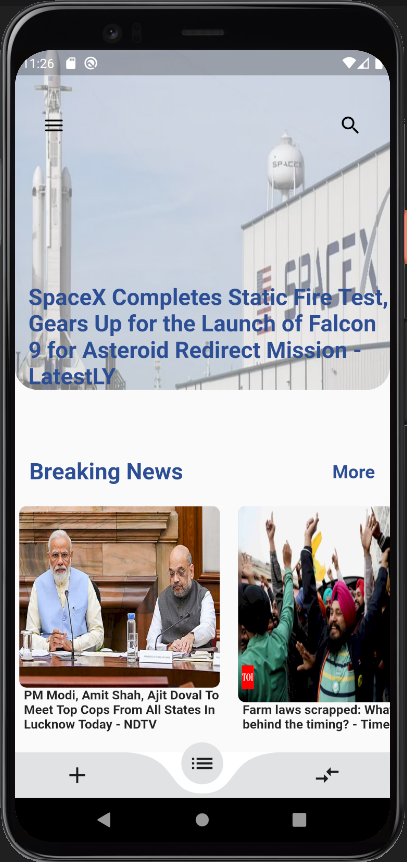 11:26
SPACEX
SPACEX
SpaceX Completes Static Fire Test,
Gears Up for the Launch of Falcon
9 for Asteroid Redirect Mission -
LatestLY
Breaking News
More
TOI
PM Modi, Amit Shah, Ajit Doval To
Meet Top Cops From All States In
Lucknow Today - NDTV
Farm laws scrapped: Wha
behind the timing? - Time